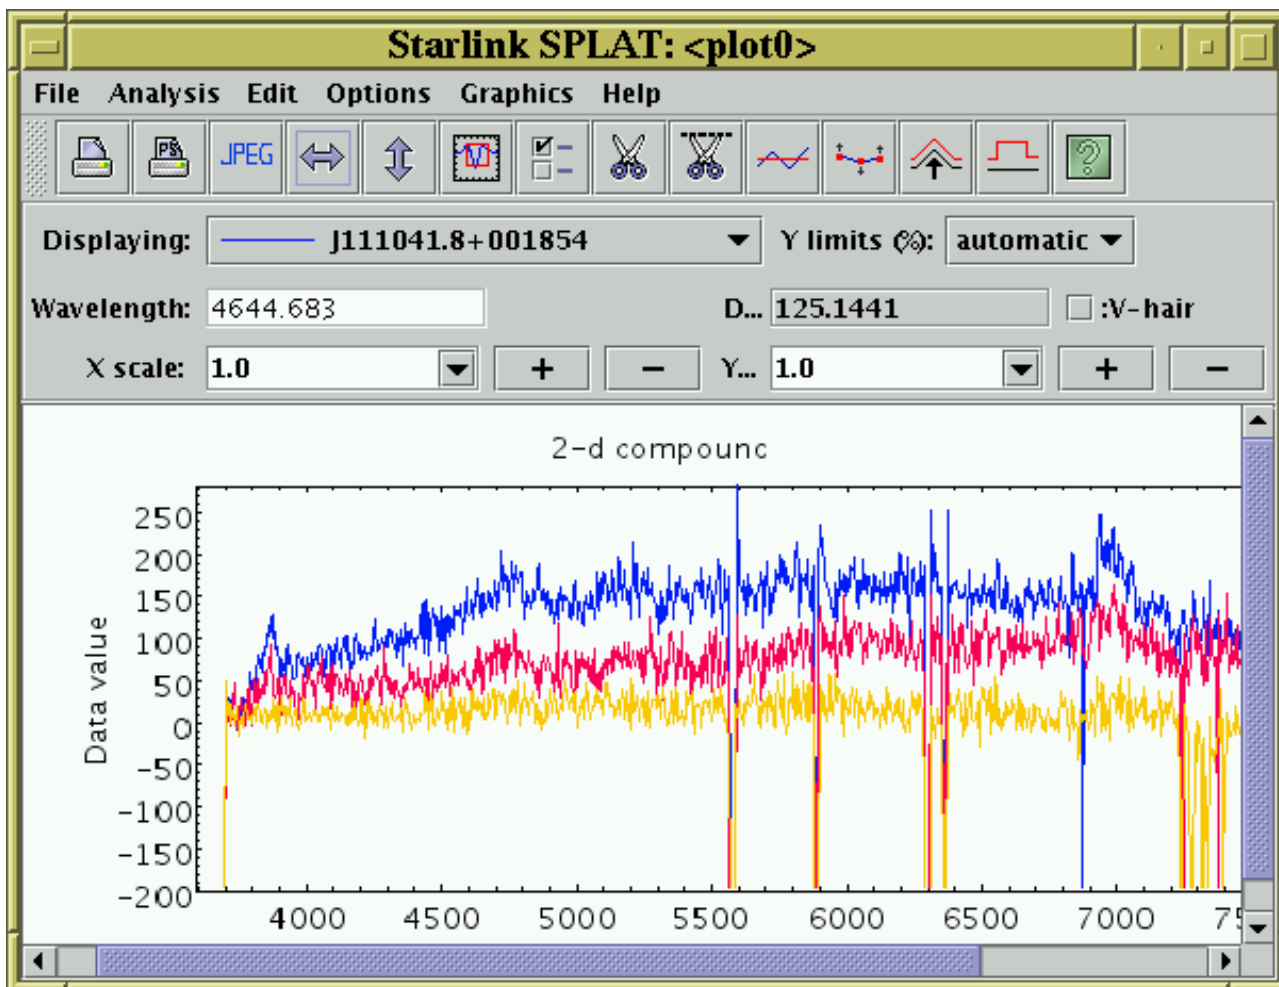 Starlink SPLAT: <plot0>
File Analysis Edit Options Graphics Help
PS JPEG ?
Displaying: J111041.8+001854 Y limits (%): automatic
Wavelength: 4644.683 D... 125.1441 :V-hair
X scale: 1.0 + − Y... 1.0 + −
2-d compounc
250
200
150
100
50
0
−50
−100
−150
−200
Data value
4000 4500 5000 5500 6000 6500 7000 75